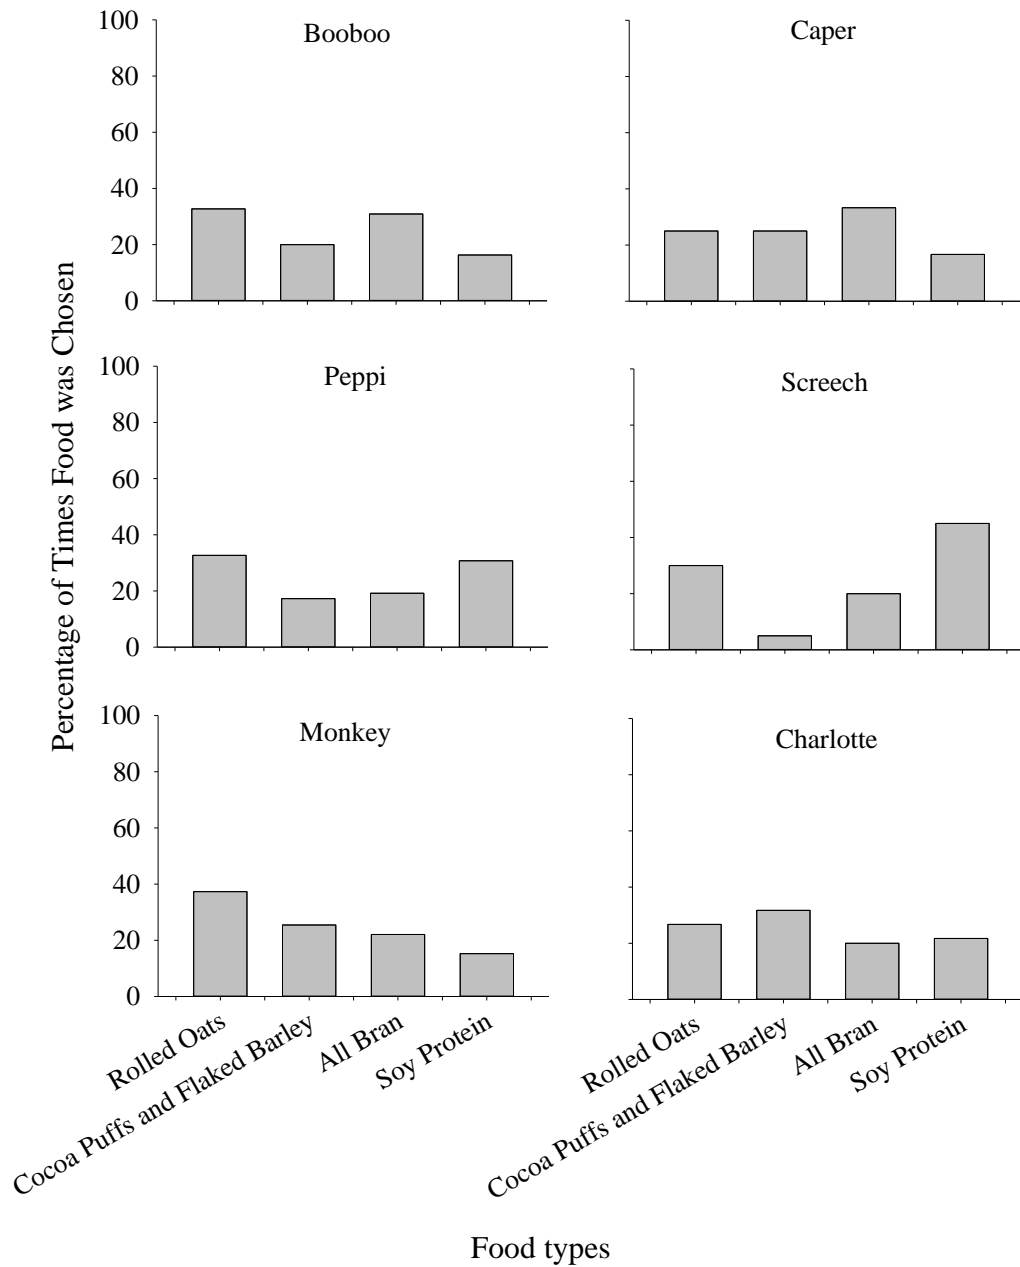 Percentage of Times Food was Chosen
Booboo
100
80
60
40
20
0
Caper
Peppi
100
80
60
40
20
0
Screech
Monkey
100
80
60
40
20
0
Charlotte
Rolled Oats
Cocoa Puffs and Flaked Barley
All Bran
Soy Protein
Rolled Oats
Cocoa Puffs and Flaked Barley
All Bran
Soy Protein
Food types